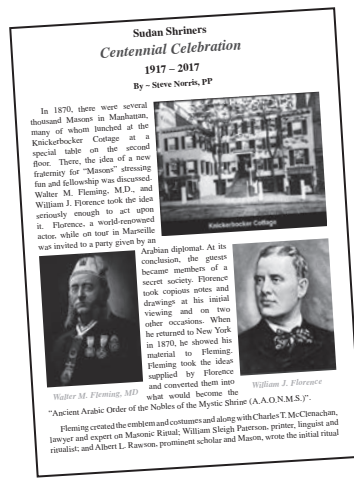 Sudan Shriners
Centennial Celebration
1917 – 2017
By – Steve Norris, PP
In 1870, there were several
thousand Masons in Manhattan,
many of whom lunched at the
Knickerbocker Cottage at a
special table on the second
floor. There, the idea of a new
fraternity for "Masons" stressing
fun and fellowship was discussed.
Walter M. Fleming, M.D., and
William J. Florence took the idea
seriously enough to act upon
it. Florence, a world-renowned
actor, while on tour in Marseille
was invited to a party given by an
Knickerbocker Cottage
Arabian diplomat. At its
conclusion, the guests
became members of a
secret society. Florence
took copious notes and
drawings at his initial
viewing and on two
other occasions. When
he returned to New York
in 1870, he showed his
material to Fleming.
Fleming took the ideas
supplied by Florence
and converted them into
what would become the
Walter M. Fleming, MD
William J. Florence
"Ancient Arabic Order of the Nobles of the Mystic Shrine (A.A.O.N.M.S.)".
Fleming created the emblem and costumes and along with Charles T. McClenachan,
lawyer and expert on Masonic Ritual; William Sleigh Paterson, printer, linguist and
ritualist; and Albert L. Rawson, prominent scholar and Mason, wrote the initial ritual